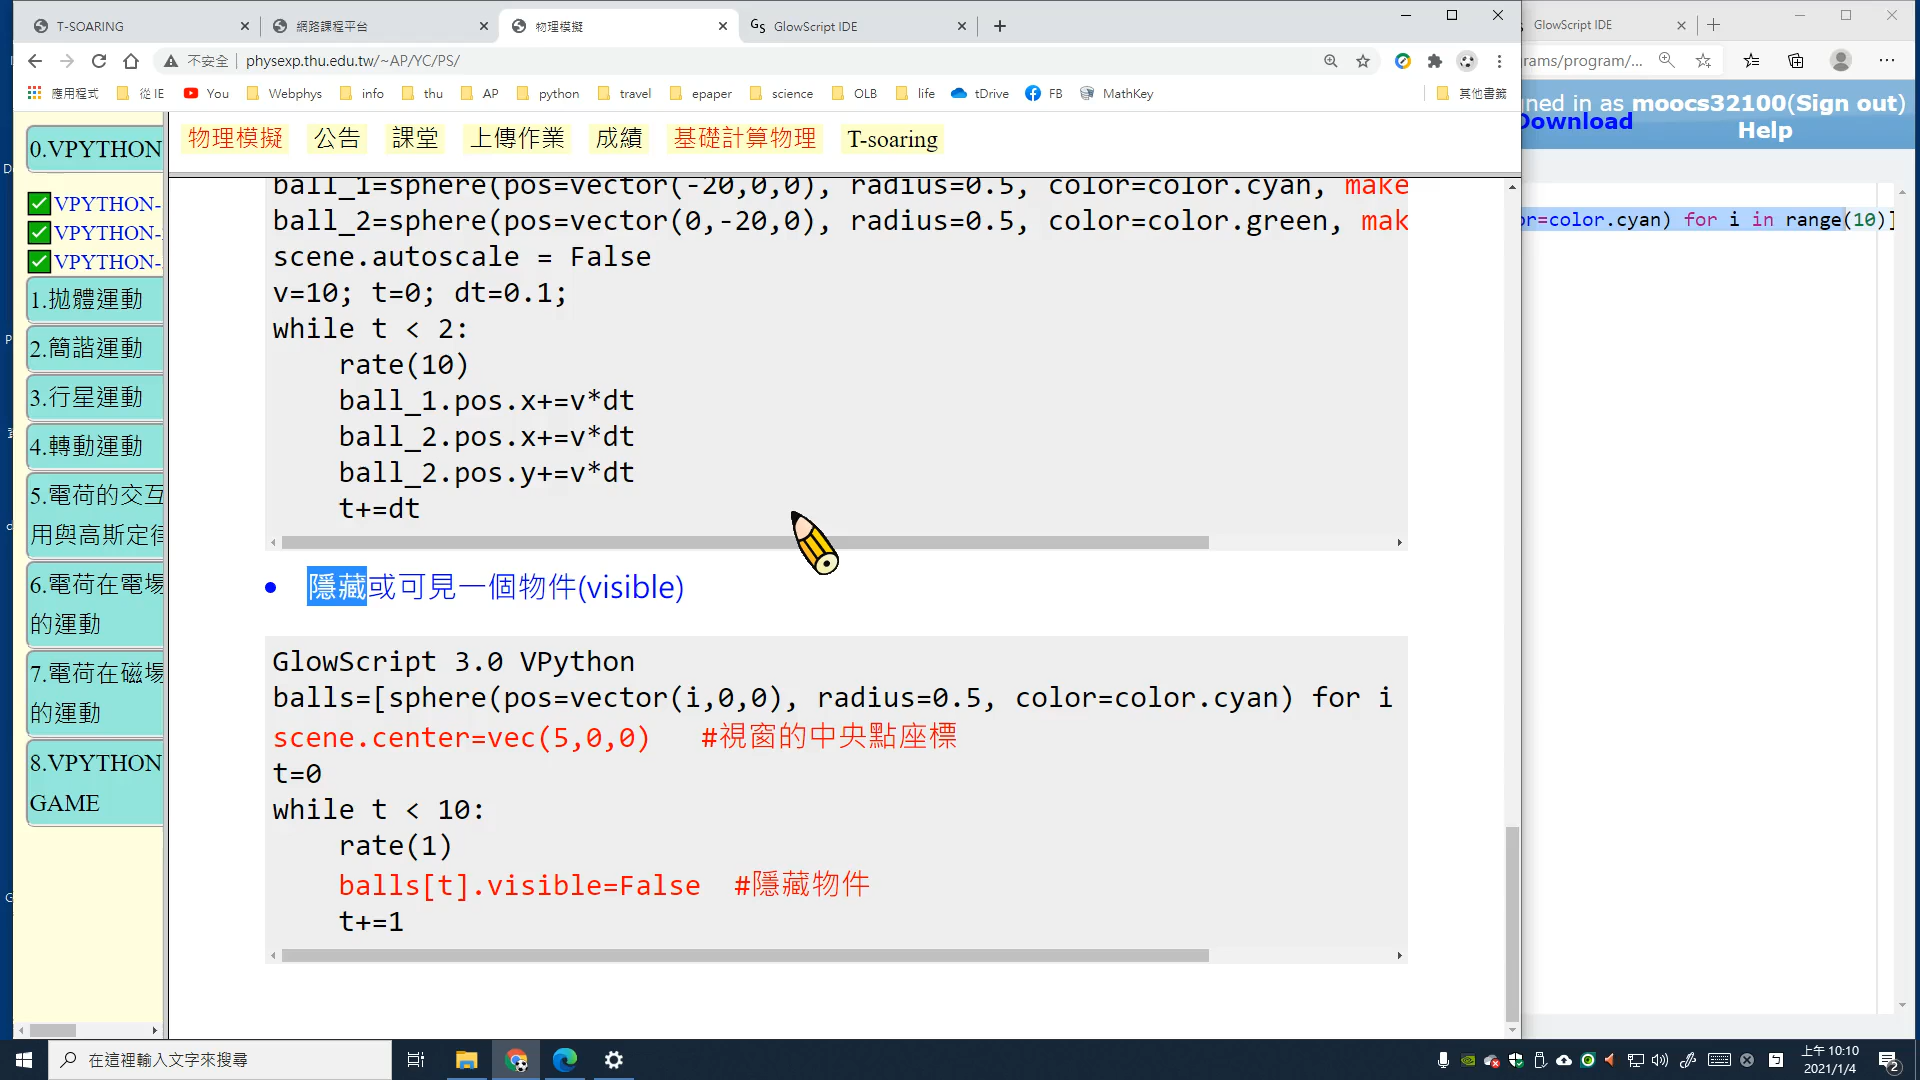 T-SOARING
網路課程平台
物理模擬
GlowScript IDE
GlowScript IDE
不安全
physexp.thu.edu.tw/~AP/YC/PS/
rams/program/...
應用程式
從 IE
You
Webphys
info
thu
AP
python
travel
epaper
science
OLB
life
tDrive
FB
MathKey
其他書籤
ned in as moocs32100(Sign out)
Download
Help
物理模擬
公告
課堂
上傳作業
成績
基礎計算物理
T-soaring
0.VPYTHON
VPYTHON-
VPYTHON-
VPYTHON-
1.拋體運動
2.簡諧運動
3.行星運動
4.轉動運動
5.電荷的交互
用與高斯定律
6.電荷在電場
的運動
7.電荷在磁場
的運動
8.VPYTHON
GAME
ball_1=sphere(pos=vector(-20,0,0), radius=0.5, color=color.cyan, make
ball_2=sphere(pos=vector(0,-20,0), radius=0.5, color=color.green, mak
scene.autoscale = False
v=10; t=0; dt=0.1;
while t < 2:
    rate(10)
    ball_1.pos.x+=v*dt
    ball_2.pos.x+=v*dt
    ball_2.pos.y+=v*dt
    t+=dt
隱藏或可見一個物件(visible)
GlowScript 3.0 VPython
balls=[sphere(pos=vector(i,0,0), radius=0.5, color=color.cyan) for i
scene.center=vec(5,0,0)   #視窗的中央點座標
t=0
while t < 10:
    rate(1)
    balls[t].visible=False  #隱藏物件
    t+=1
or=color.cyan) for i in range(10)]
在這裡輸入文字來搜尋
上午 10:10
2021/1/4
2